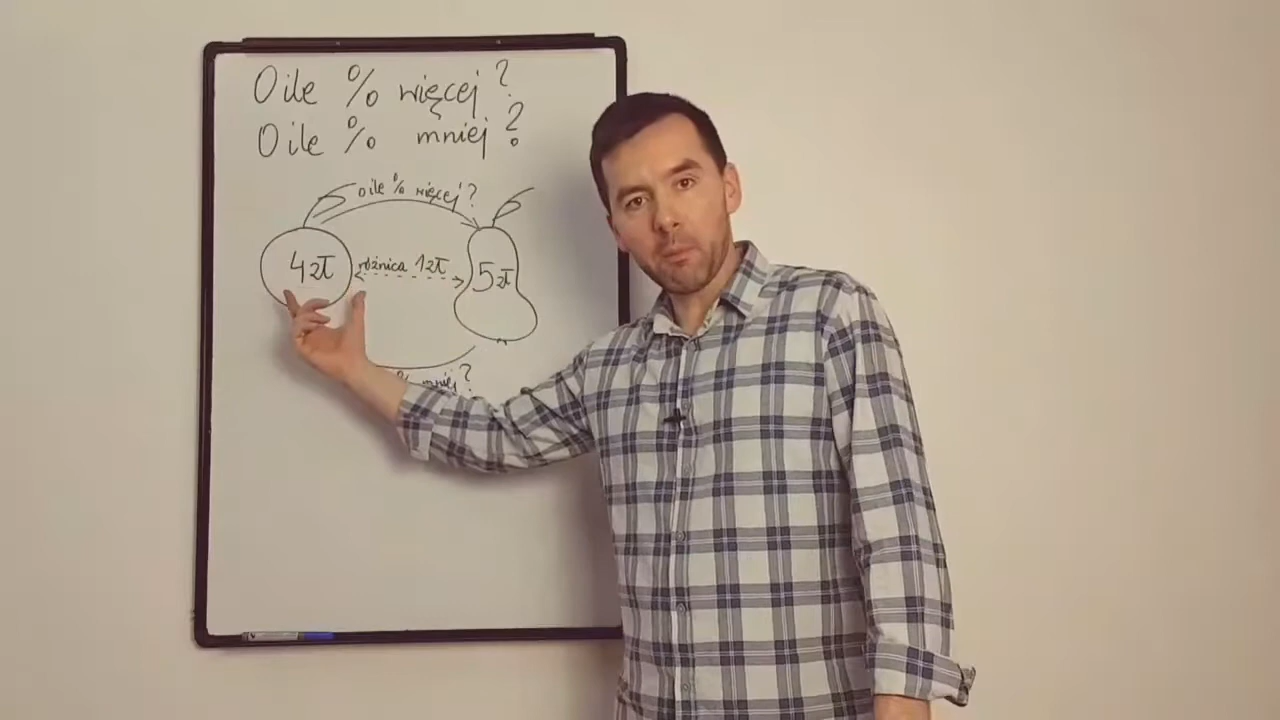 O ile % więcej?
O ile % mniej?
o ile % więcej?
4 zł
różnica 1 zł
5 zł
% mniej?